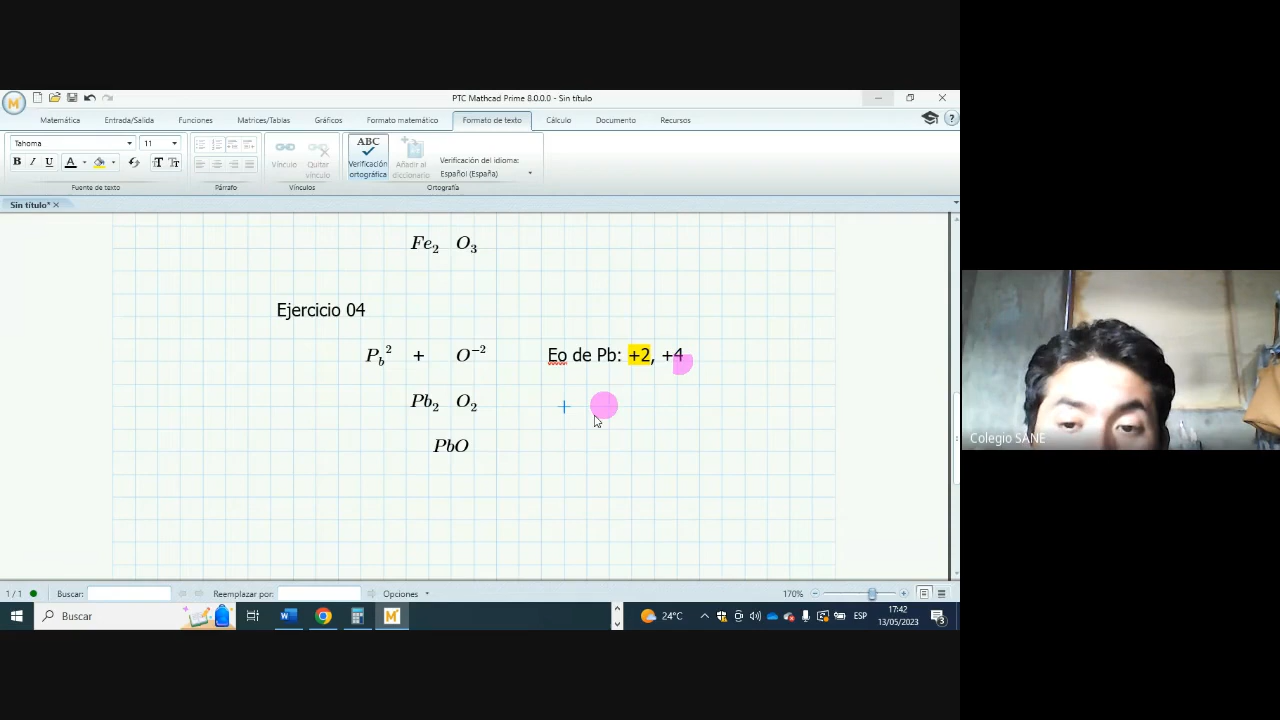 PTC Mathcad Prime 8.0.0.0 - Sin título
Matemática Entrada/Salida Funciones Matrices/Tablas Gráficos Formato matemático Formato de texto Cálculo Documento Recursos
Tahoma 11
ABC
Verificación ortográfica
Añadir al diccionario
Vínculo
Quitar vínculo
Verificación del idioma:
Español (España)
B I U A
Fuente de texto Párrafo Vínculos Ortografía
Sin título*
Fe₂ O₃
Ejercicio 04
P_b² + O⁻² Eo de Pb: +2, +4
Pb₂ O₂
PbO
Colegio SANE
1 / 1 Buscar: Reemplazar por: Opciones 170%
Buscar 24°C ESP 17:42
13/05/2023
3